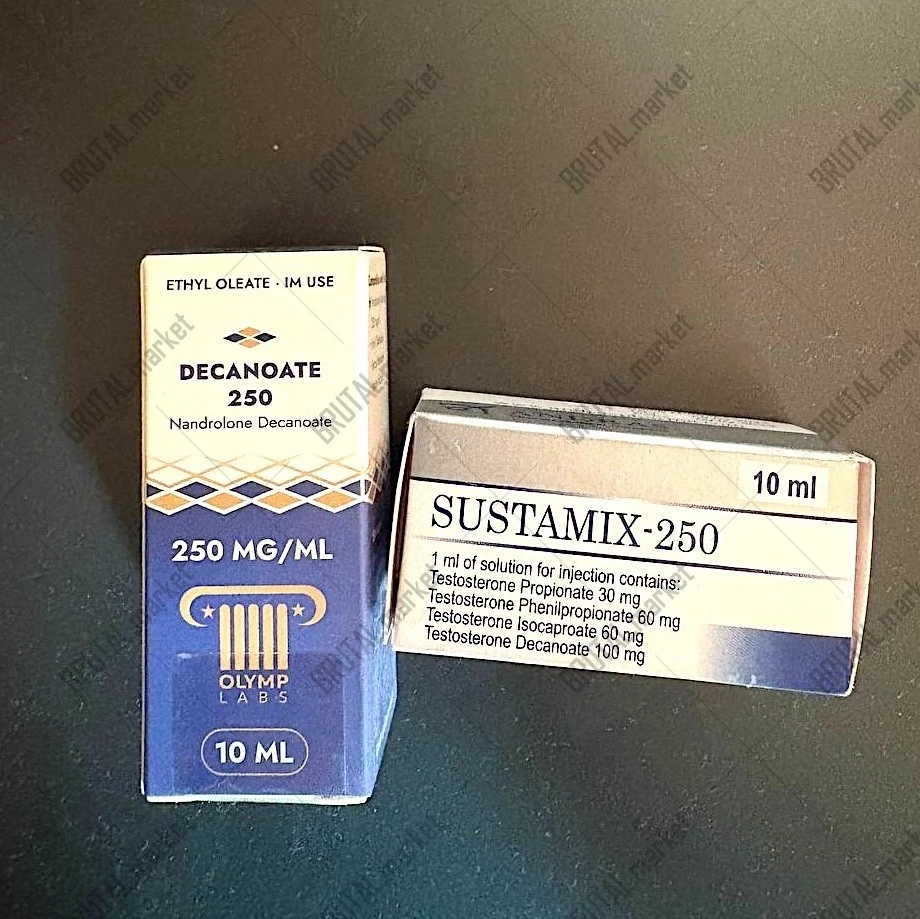 ETHYL OLEATE · IM USE
DECANOATE
250
Nandrolone Decanoate
250 MG/ML
OLYMP
LABS
10 ML
10 ml
SUSTAMIX-250
1 ml of solution for injection contains:
Testosterone Propionate 30 mg
Testosterone Phenilpropionate 60 mg
Testosterone Isocaproate 60 mg
Testosterone Decanoate 100 mg
BRUTAL.market